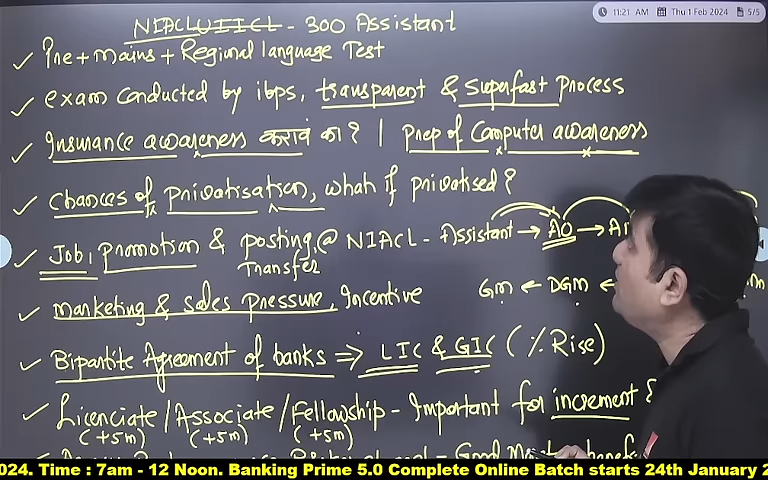 11:21 AM Thu 1 Feb 2024 5/5
NIACL UIICL - 300 Assistant
✓ Pre + mains + Regional language Test
✓ exam conducted by ibps, transparent & superfast process
✓ Insurance awareness करावं का? | prep of Computer awareness
✓ Chances of privatisation, what if privatised?
✓ Job, promotion & posting @ NIACL - Assistant → AO →
Transfer
Gm ← DGM ←
✓ marketing & sales pressure, Incentive
✓ Bipartite Agreement of banks ⇒ LIC & GIC (% Rise)
✓ Licenciate / Associate / Fellowship - Important for increment
(+5m) (+5m) (+5m)
2024. Time : 7am - 12 Noon. Banking Prime 5.0 Complete Online Batch starts 24th January 2